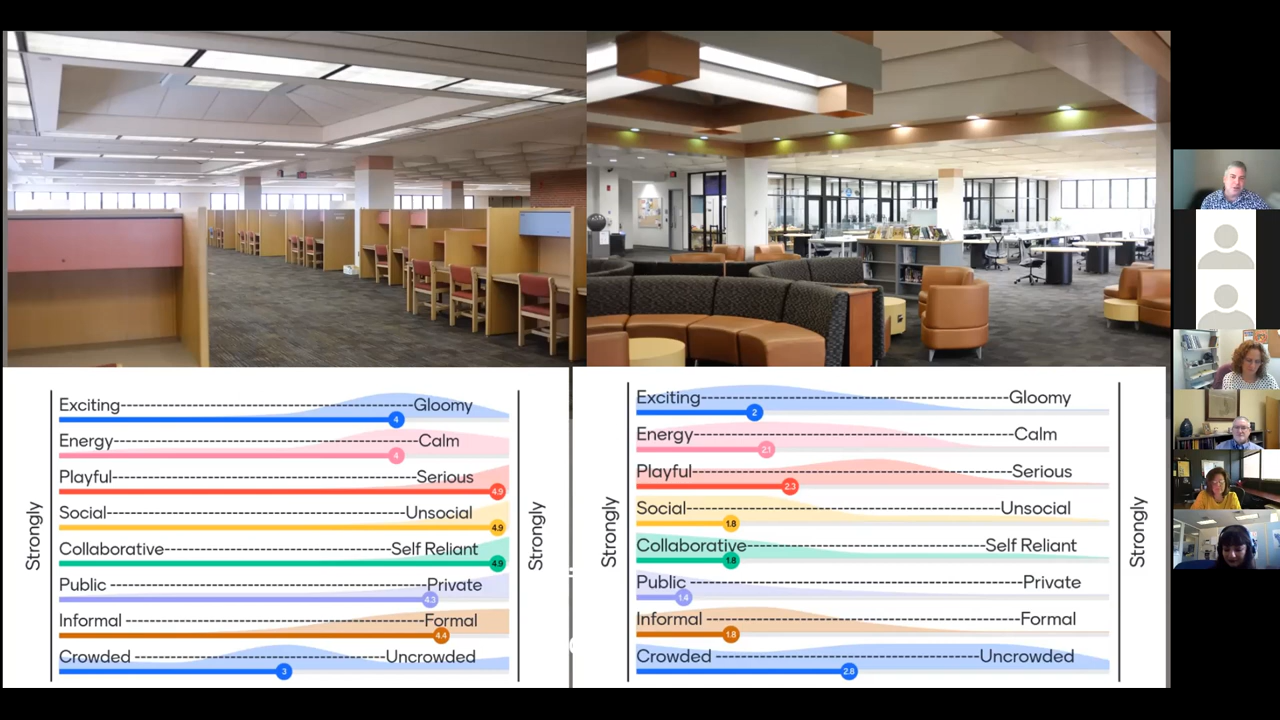 Exciting--------------------Gloomy
4
Energy--------------------Calm
4
Playful--------------------Serious
4.9
Social--------------------Unsocial
4.9
Collaborative--------------------Self Reliant
4.9
Public --------------------Private
4.3
Informal --------------------Formal
4.4
Crowded --------------------Uncrowded
3
Strongly
Strongly
Exciting--------------------Gloomy
2
Energy--------------------Calm
2.1
Playful--------------------Serious
2.3
Social--------------------Unsocial
1.8
Collaborative--------------------Self Reliant
1.8
Public --------------------Private
1.4
Informal --------------------Formal
1.8
Crowded --------------------Uncrowded
2.8
Strongly
Strongly